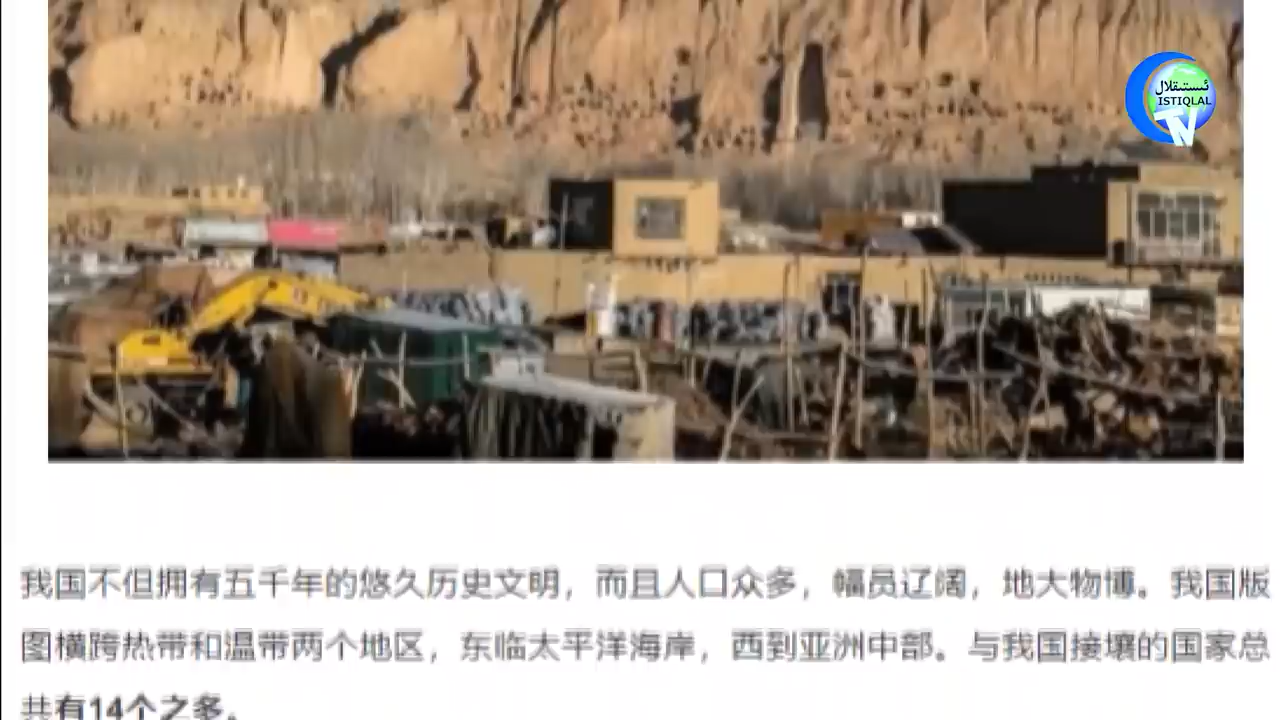 ئىستىقلال
ISTIQLAL
TV
我国不但拥有五千年的悠久历史文明，而且人口众多，幅员辽阔，地大物博。我国版
图横跨热带和温带两个地区，东临太平洋海岸，西到亚洲中部。与我国接壤的国家总
共有14个之多。